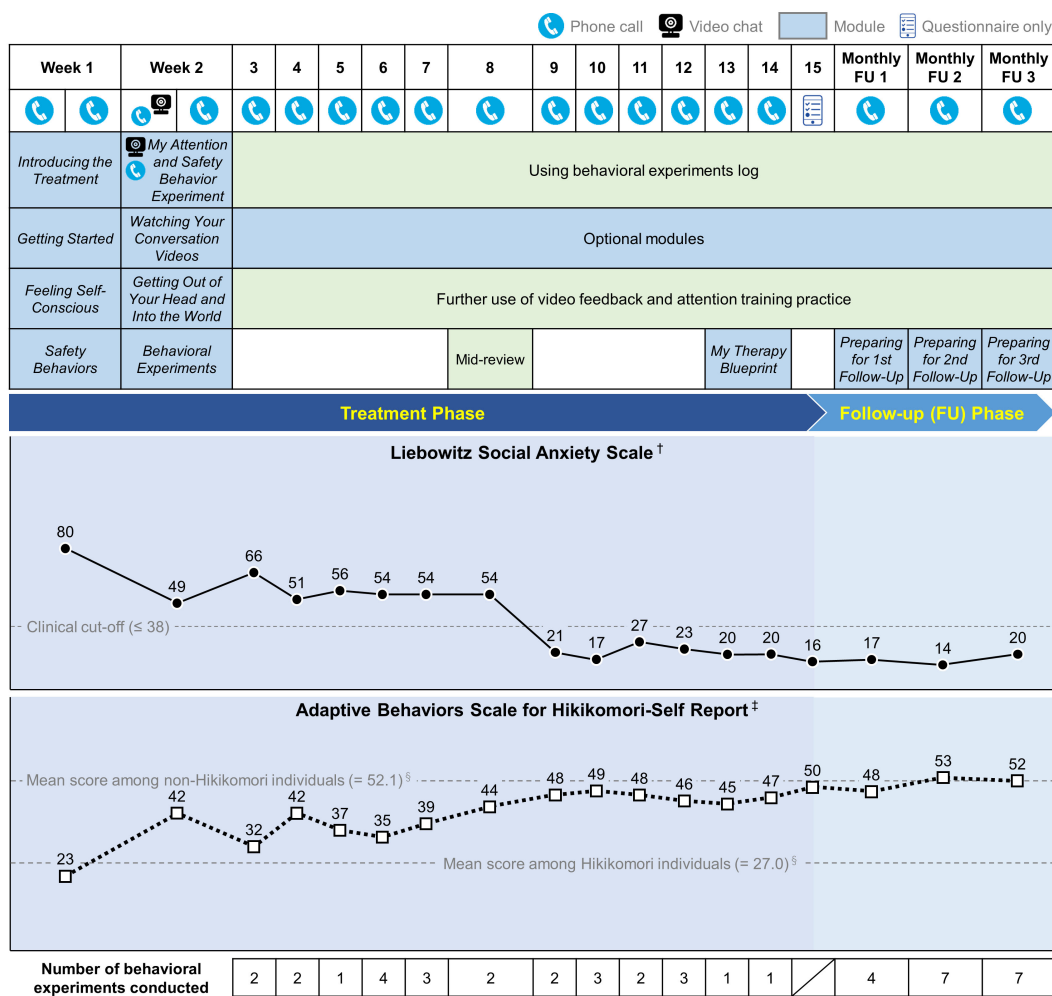 Phone call Video chat Module Questionnaire only
Week 1 Week 2 3 4 5 6 7 8 9 10 11 12 13 14 15 Monthly FU 1 Monthly FU 2 Monthly FU 3
Introducing the
Treatment
My Attention
and Safety
Behavior
Experiment
Using behavioral experiments log
Getting Started
Watching Your
Conversation
Videos
Optional modules
Feeling Self-
Conscious
Getting Out of
Your Head and
Into the World
Further use of video feedback and attention training practice
Safety
Behaviors
Behavioral
Experiments
Mid-review
My Therapy
Blueprint
Preparing
for 1st
Follow-Up
Preparing
for 2nd
Follow-Up
Preparing
for 3rd
Follow-Up
Treatment Phase Follow-up (FU) Phase
Liebowitz Social Anxiety Scale †
80 49 66 51 56 54 54 54 21 17 27 23 20 20 16 17 14 20
Clinical cut-off (≤ 38)
Adaptive Behaviors Scale for Hikikomori-Self Report ‡
Mean score among non-Hikikomori individuals (= 52.1) §
23 42 32 42 37 35 39 44 48 49 48 46 45 47 50 48 53 52
Mean score among Hikikomori individuals (= 27.0) §
Number of behavioral
experiments conducted
2 2 1 4 3 2 2 3 2 3 1 1 4 7 7